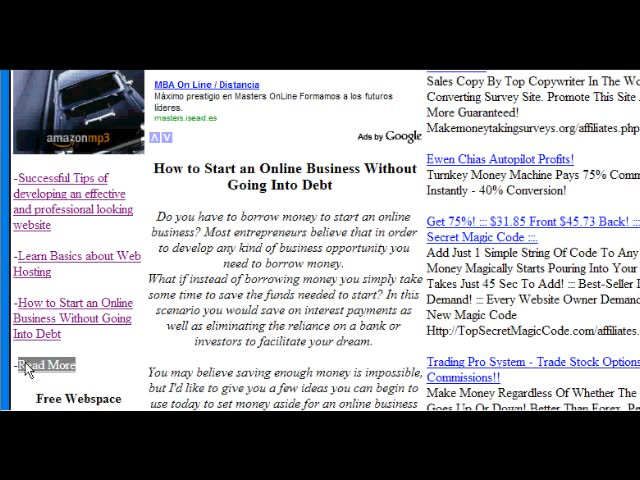 amazonmp3
-Successful Tips of
developing an effective
and professional looking
website
-Learn Basics about Web
Hosting
-How to Start an Online
Business Without Going
Into Debt
-Read More
Free Webspace
MBA On Line / Distancia
Máximo prestigio en Masters OnLine Formamos a los futuros
líderes.
masters.isead.es
Ads by Google
How to Start an Online Business Without
Going Into Debt
Do you have to borrow money to start an online
business? Most entrepreneurs believe that in order
to develop any kind of business opportunity you
need to borrow money.
What if instead of borrowing money you simply take
some time to save the funds needed to start? In this
scenario you would save on interest payments as
well as eliminating the reliance on a bank or
investors to facilitate your dream.
You may believe saving enough money is impossible,
but I'd like to give you a few ideas you can begin to
use today to set money aside for an online business
Sales Copy By Top Copywriter In The Wo
Converting Survey Site. Promote This Site
More Guaranteed!
Makemoneytakingsurveys.org/affiliates.php
Ewen Chias Autopilot Profits!
Turnkey Money Machine Pays 75% Comm
Instantly - 40% Conversion!
Get 75%! ::: $31.85 Front $45.73 Back! :::
Secret Magic Code :::.
Add Just 1 Simple String Of Code To Any
Money Magically Starts Pouring Into Your
Takes Just 45 Sec To Add! :: Best-Seller I
Demand! ::: Every Website Owner Deman
New Magic Code
Http://TopSecretMagicCode.com/affiliates.
Trading Pro System - Trade Stock Options
Commissions!!
Make Money Regardless Of Whether The
Goes Up Or Down! Better Than Forex, Pe